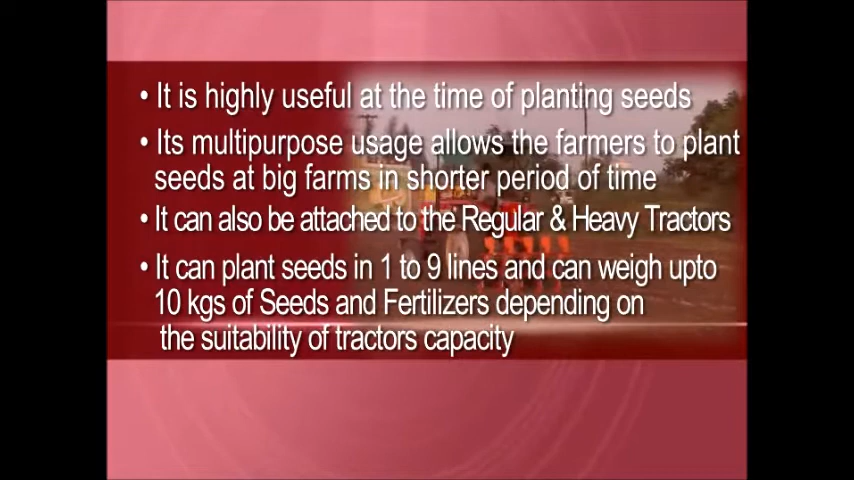 • It is highly useful at the time of planting seeds
• Its multipurpose usage allows the farmers to plant
seeds at big farms in shorter period of time
• It can also be attached to the Regular & Heavy Tractors
• It can plant seeds in 1 to 9 lines and can weigh upto
10 kgs of Seeds and Fertilizers depending on
the suitability of tractors capacity